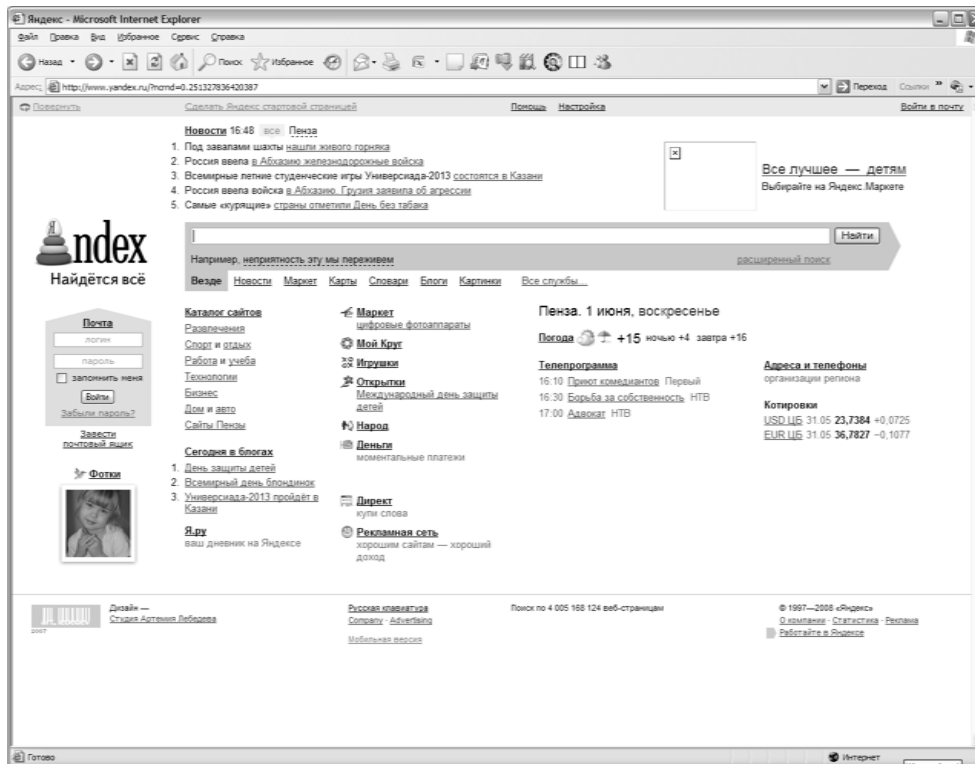 Яндекс - Microsoft Internet Explorer
Файл Правка Вид Избранное Сервис Справка
Назад Поиск Избранное
Адрес: http://www.yandex.ru/?ncrnd=0.251327836420387 Переход Ссылки »
Повернуть Сделать Яндекс стартовой страницей Помощь Настройка Войти в почту
Новости 16:48 все Пенза
1. Под завалами шахты нашли живого горняка
2. Россия ввела в Абхазию железнодорожные войска
3. Всемирные летние студенческие игры Универсиада-2013 состоятся в Казани
4. Россия ввела войска в Абхазию. Грузия заявила об агрессии
5. Самые «курящие» страны отметили День без табака
Все лучшее — детям
Выбирайте на Яндекс.Маркете
Яndex
Найдётся всё
Найти
Например, неприятность эту мы переживем
расширенный поиск
Везде Новости Маркет Карты Словари Блоги Картинки Все службы...
Почта
логин
пароль
запомнить меня
Войти
Забыли пароль?
Завести
почтовый ящик
Фотки
Каталог сайтов
Развлечения
Спорт и отдых
Работа и учеба
Технологии
Бизнес
Дом и авто
Сайты Пензы
Сегодня в блогах
1. День защиты детей
2. Всемирный день блондинок
3. Универсиада-2013 пройдёт в
Казани
Я.ру
ваш дневник на Яндексе
Маркет
цифровые фотоаппараты
Мой Круг
Игрушки
Открытки
Международный день защиты
детей
Народ
Деньги
моментальные платежи
Директ
купи слова
Рекламная сеть
хорошим сайтам — хороший
доход
Пенза. 1 июня, воскресенье
Погода +15 ночью +4 завтра +16
Телепрограмма
16:10 Приют комедиантов Первый
16:30 Борьба за собственность НТВ
17:00 Адвокат НТВ
Адреса и телефоны
организации региона
Котировки
USD ЦБ 31.05 23,7384 +0,0725
EUR ЦБ 31.05 36,7827 −0,1077
2007
Дизайн —
Студия Артемия Лебедева
Русская клавиатура
Company · Advertising
Мобильная версия
Поиск по 4 005 168 124 веб-страницам
© 1997—2008 «Яндекс»
О компании · Статистика · Реклама
Работайте в Яндексе
Готово Интернет